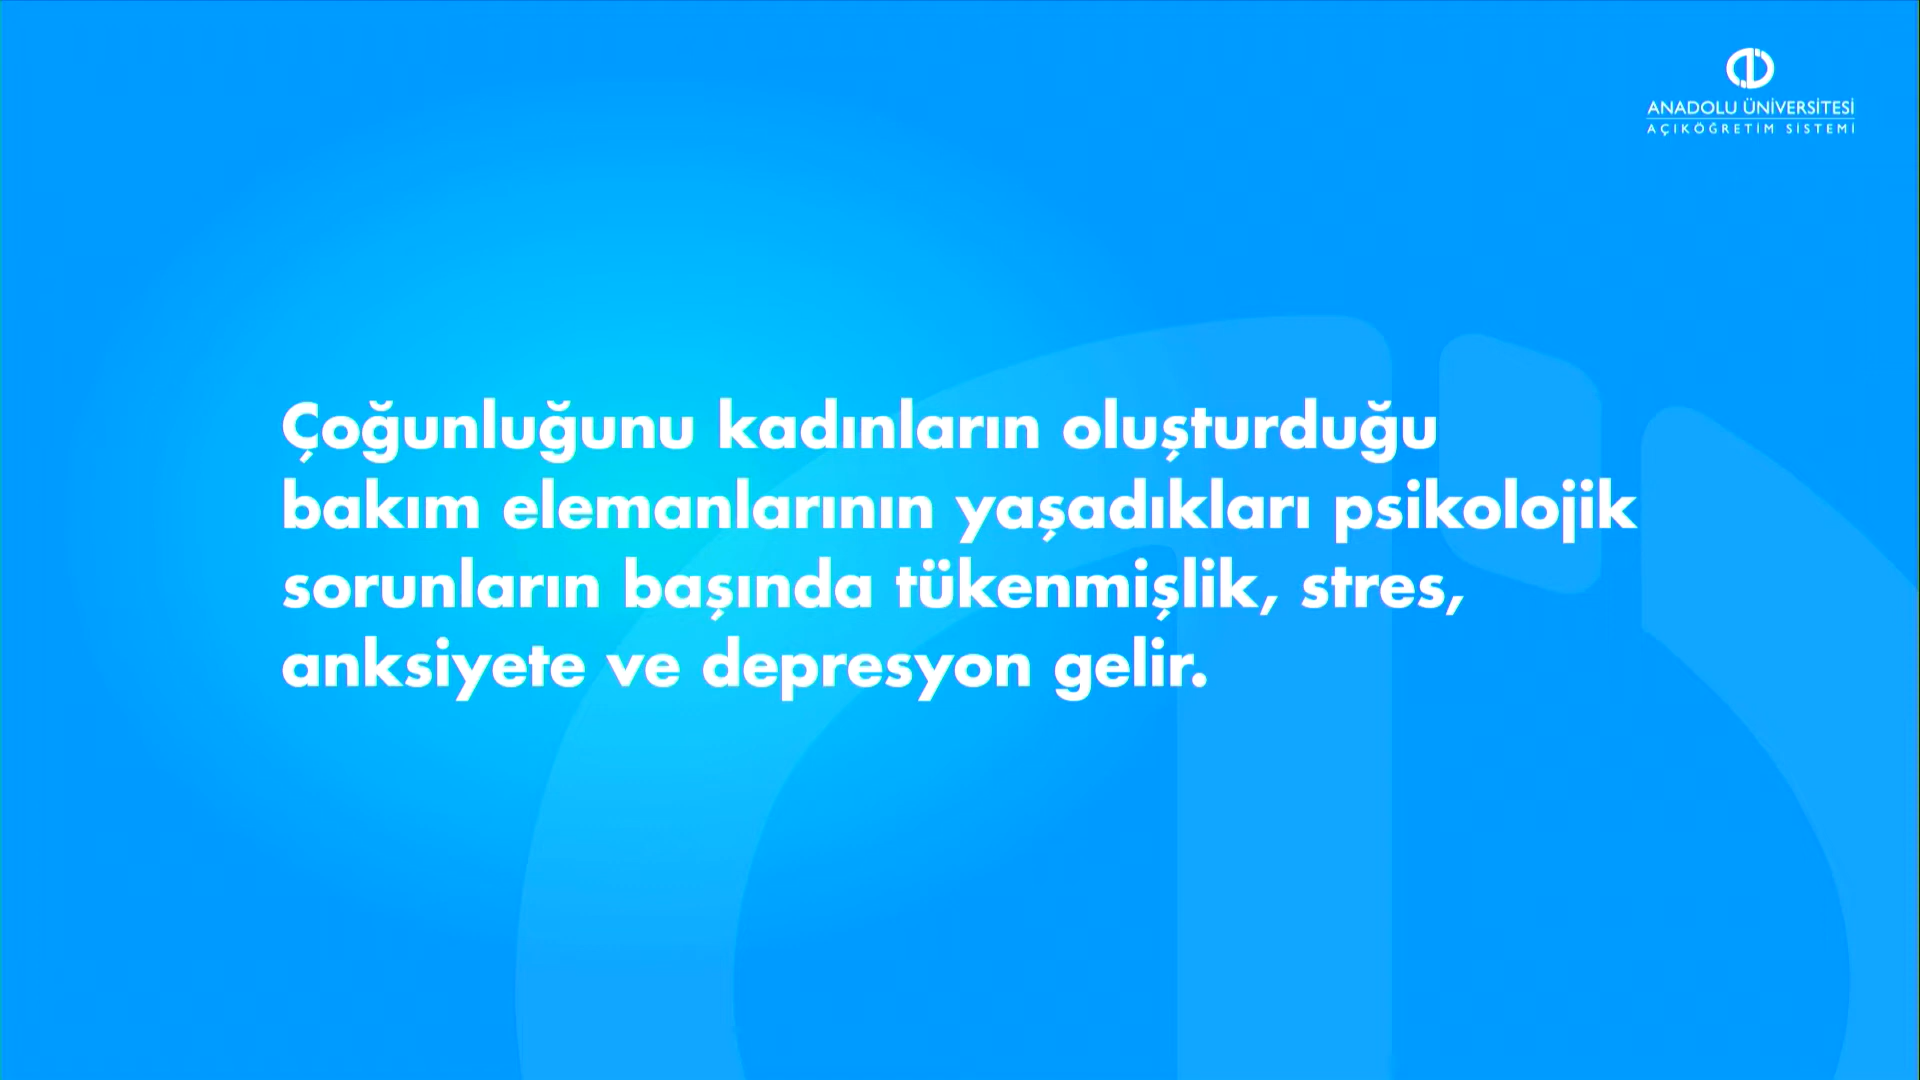 ANADOLU ÜNİVERSİTESİ
AÇIKÖĞRETİM SİSTEMİ
Çoğunluğunu kadınların oluşturduğu
bakım elemanlarının yaşadıkları psikolojik
sorunların başında tükenmişlik, stres,
anksiyete ve depresyon gelir.